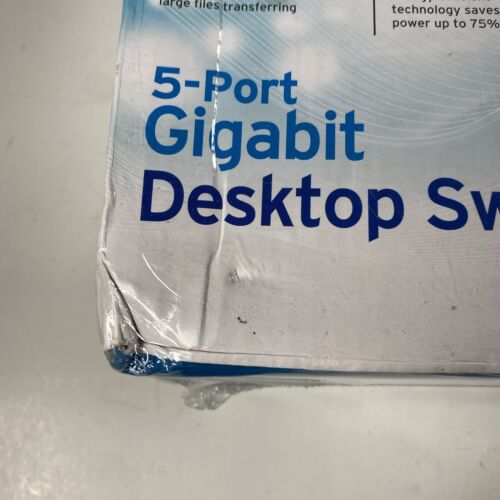 large files transferring
technology saves
power up to 75%
5-Port
Gigabit
Desktop Sw